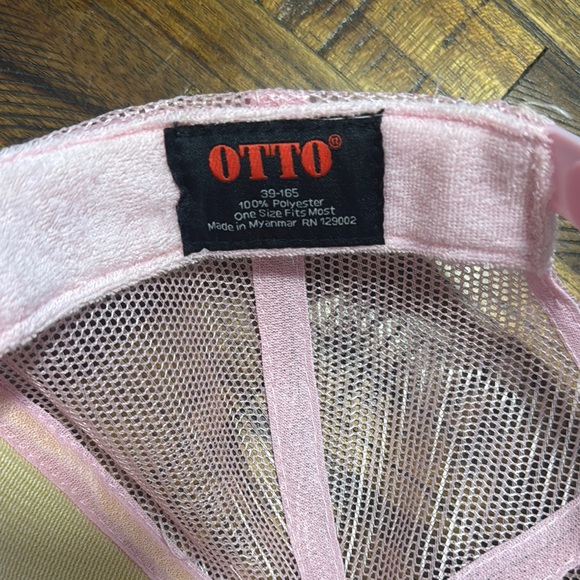 OTTO®
39-165
100% Polyester
One Size Fits Most
Made in Myanmar RN 129002